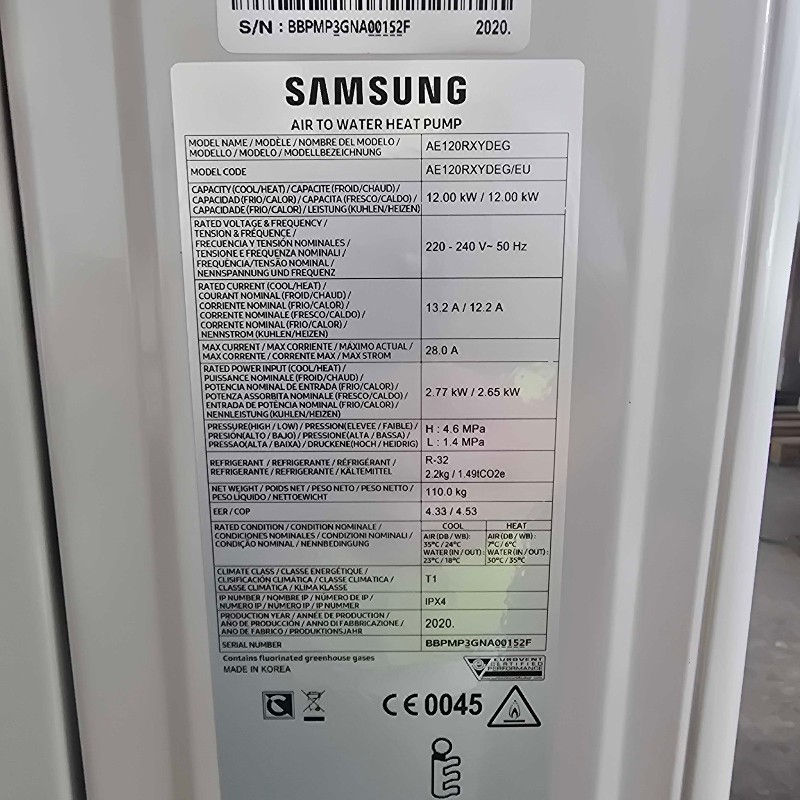 S/N : BBPMP3GNA00152F 2020.
SAMSUNG
AIR TO WATER HEAT PUMP
MODEL NAME / MODÈLE / NOMBRE DEL MODELO /
MODELLO / MODELO / MODELLBEZEICHNUNG
AE120RXYDEG
MODEL CODE
AE120RXYDEG/EU
CAPACITY (COOL/HEAT) / CAPACITE (FROID/CHAUD) /
CAPACIDAD (FRIO/CALOR) / CAPACITA (FRESCO/CALDO) /
CAPACIDADE (FRIO/CALOR) / LEISTUNG (KUHLEN/HEIZEN)
12.00 kW / 12.00 kW
RATED VOLTAGE & FREQUENCY /
TENSION & FRÉQUENCE /
FRECUENCIA Y TENSIÓN NOMINALES /
TENSIONE E FREQUENZA NOMINALI /
FREQUÊNCIA/TENSÃO NOMINAL /
NENNSPANNUNG UND FREQUENZ
220 - 240 V~ 50 Hz
RATED CURRENT (COOL/HEAT) /
COURANT NOMINAL (FROID/CHAUD) /
CORRIENTE NOMINAL (FRIO/CALOR) /
CORRENTE NOMINALE (FRESCO/CALDO) /
CORRENTE NOMINAL (FRIO/CALOR) /
NENNSTROM (KUHLEN/HEIZEN)
13.2 A / 12.2 A
MAX CURRENT / MAX CORRIENTE / MÁXIMO ACTUAL /
MAX CORRENTE / CORRENTE MAX / MAX STROM
28.0 A
RATED POWER INPUT (COOL/HEAT) /
PUISSANCE NOMINALE (FROID/CHAUD) /
POTENCIA NOMINAL DE ENTRADA (FRIO/CALOR) /
POTENZA ASSORBITA NOMINALE (FRESCO/CALDO) /
ENTRADA DE POTÊNCIA NOMINAL (FRIO/CALOR) /
NENNLEISTUNG (KUHLEN/HEIZEN)
2.77 kW / 2.65 kW
PRESSURE(HIGH / LOW) / PRESSION(ELEVEE / FAIBLE) /
PRESIÓN(ALTO / BAJO) / PRESSIONE(ALTA / BASSA) /
PRESSAO(ALTA / BAIXA) / DRUCKENE(HOCH / HEIDRIG)
H : 4.6 MPa
L : 1.4 MPa
REFRIGERANT / REFRIGERANTE / RÉFRIGÉRANT /
REFRIGERANTE / REFRIGERANTE / KÄLTEMITTEL
R-32
2.2kg / 1.49tCO2e
NET WEIGHT / POIDS NET / PESO NETO / PESO NETTO /
PESO LÍQUIDO / NETTOEWICHT
110.0 kg
EER / COP
4.33 / 4.53
RATED CONDITION / CONDITION NOMINALE /
CONDICIONES NOMINALES / CONDIZIONI NOMINALI /
CONDIÇÃO NOMINAL / NENNBEDINGUNG
COOL HEAT
AIR (DB / WB): AIR (DB / WB):
35℃ / 24℃ 7℃ / 6℃
WATER (IN / OUT): WATER (IN / OUT):
23℃ / 18℃ 30℃ / 35℃
CLIMATE CLASS / CLASSE ENERGÉTIQUE /
CLISIFICACIÓN CLIMÁTICA / CLASSE CLIMATICA /
CLASSE CLIMÁTICA / KLIMA KLASSE
T1
IP NUMBER / NOMBRE IP / NÚMERO DE IP /
NUMERO IP / NÚMERO IP / IP NUMMER
IPX4
PRODUCTION YEAR / ANNÉE DE PRODUCTION /
AÑO DE PRODUCCIÓN / ANNO DI FABBRICAZIONE /
ANO DE FABRICO / PRODUKTIONSJAHR
2020.
SERIAL NUMBER
BBPMP3GNA00152F
Contains fluorinated greenhouse gases
MADE IN KOREA
EUROVENT
CERTIFIED
PERFORMANCE
CE 0045